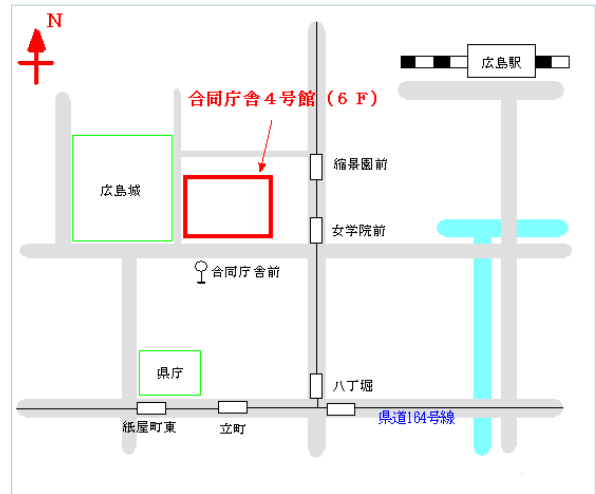 N
広島駅
合同庁舎４号館（６Ｆ）
縮景園前
広島城
女学院前
合同庁舎前
県庁
八丁堀
県道164号線
紙屋町東
立町